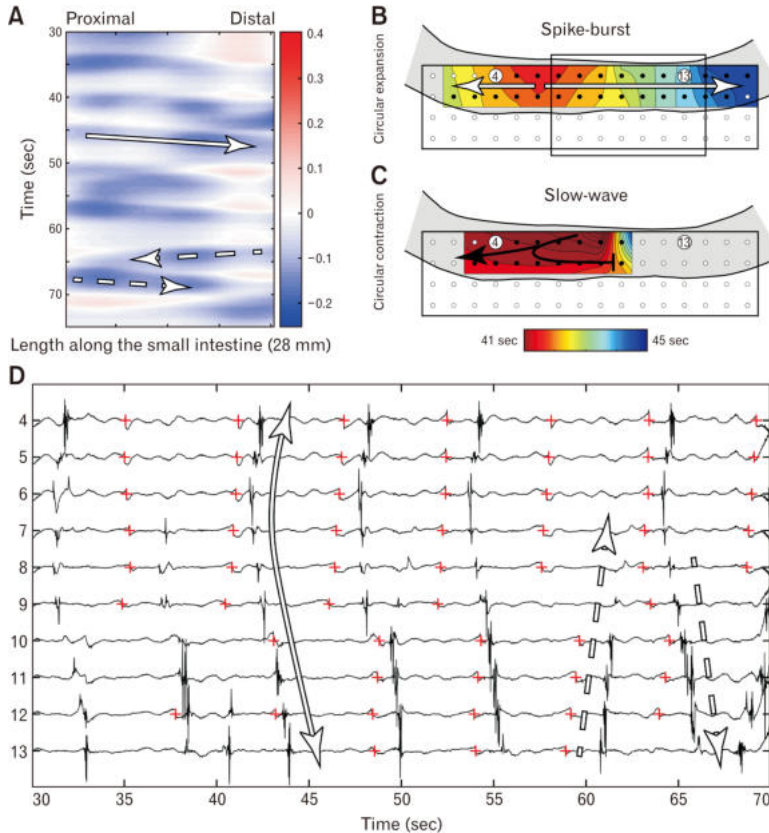 A
Proximal
Distal
30
40
50
60
70
Time (sec)
0.4
0.3
0.2
0.1
0
−0.1
−0.2
Length along the small intestine (28 mm)
B
Spike-burst
Circular expansion
4
13
C
Slow-wave
Circular contraction
4
13
41 sec
45 sec
D
4
5
6
7
8
9
10
11
12
13
30
35
40
45
50
55
60
65
70
Time (sec)